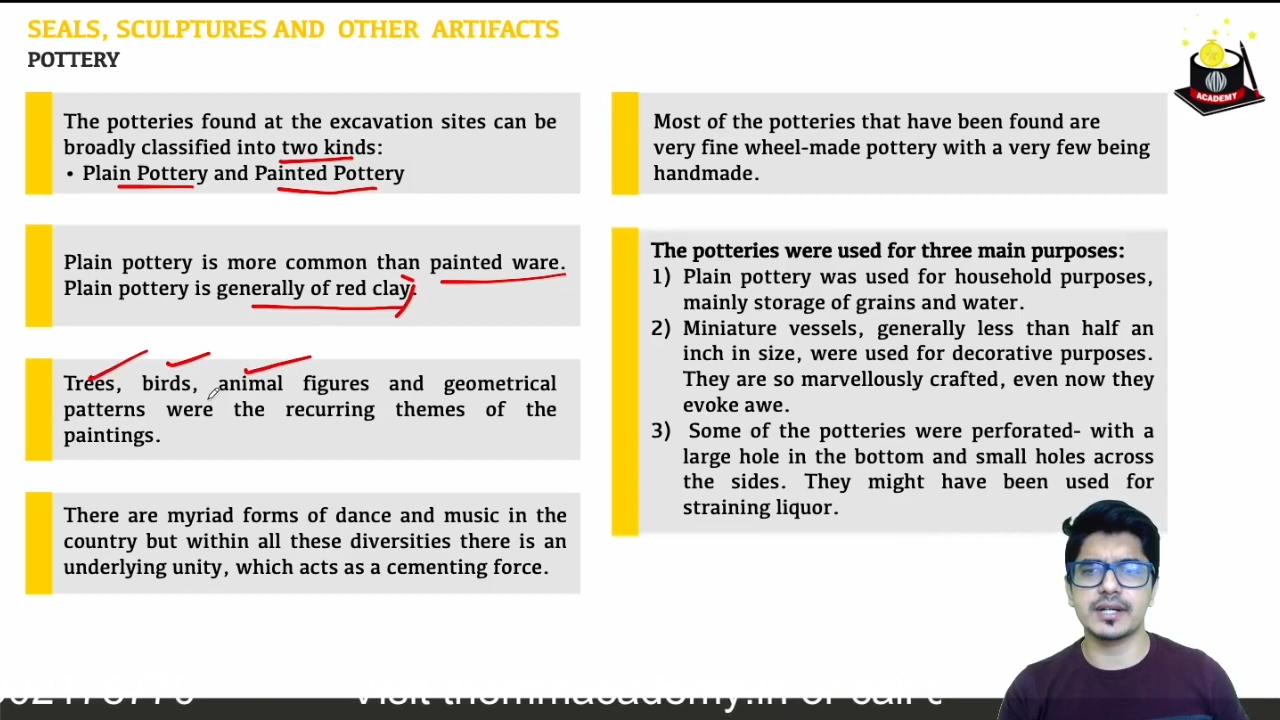 SEALS, SCULPTURES AND OTHER ARTIFACTS
POTTERY
The potteries found at the excavation sites can be
broadly classified into two kinds:
• Plain Pottery and Painted Pottery
Plain pottery is more common than painted ware.
Plain pottery is generally of red clay.
Trees, birds, animal figures and geometrical
patterns were the recurring themes of the
paintings.
There are myriad forms of dance and music in the
country but within all these diversities there is an
underlying unity, which acts as a cementing force.
Most of the potteries that have been found are
very fine wheel-made pottery with a very few being
handmade.
The potteries were used for three main purposes:
1) Plain pottery was used for household purposes,
mainly storage of grains and water.
2) Miniature vessels, generally less than half an
inch in size, were used for decorative purposes.
They are so marvellously crafted, even now they
evoke awe.
3) Some of the potteries were perforated- with a
large hole in the bottom and small holes across
the sides. They might have been used for
straining liquor.
ACADEMY